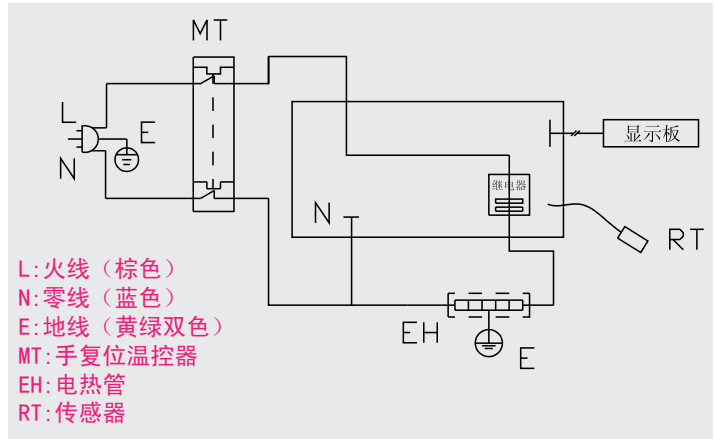 MT
L
E
N
显示板
继电器
N
RT
EH
E
L:火线（棕色）
N:零线（蓝色）
E:地线（黄绿双色）
MT:手复位温控器
EH:电热管
RT:传感器